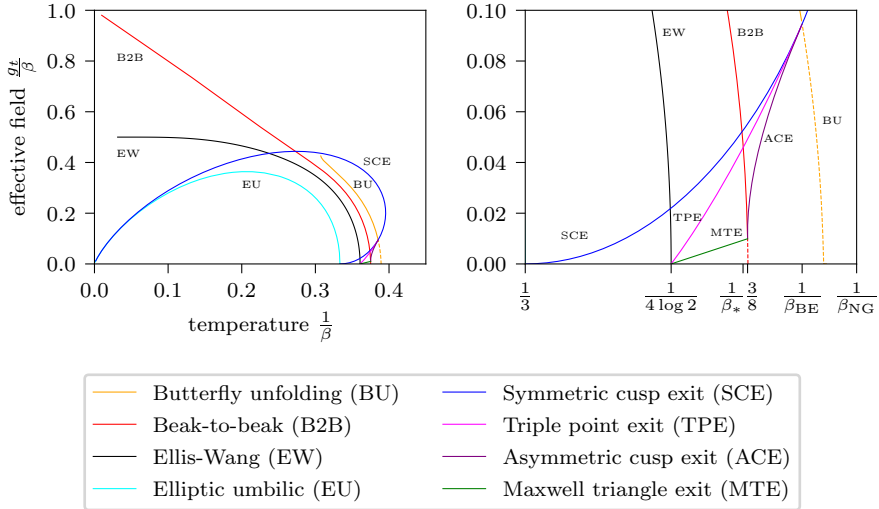 effective field g_t/β
1.0
0.8
0.6
0.4
0.2
0.0
B2B
EW
EU
SCE
BU
0.0 0.1 0.2 0.3 0.4
temperature 1/β
0.10
0.08
0.06
0.04
0.02
0.00
EW B2B
BU
ACE
TPE
MTE
SCE
1/3 1/(4 log 2) 1/β_* 3/8 1/β_BE 1/β_NG
Butterfly unfolding (BU)
Beak-to-beak (B2B)
Ellis-Wang (EW)
Elliptic umbilic (EU)
Symmetric cusp exit (SCE)
Triple point exit (TPE)
Asymmetric cusp exit (ACE)
Maxwell triangle exit (MTE)